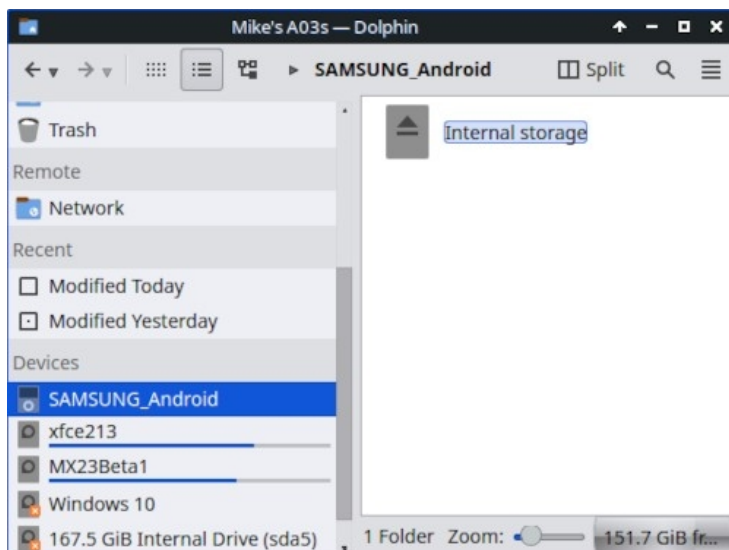 Mike's A03s — Dolphin
SAMSUNG_Android
Split
Trash
Remote
Network
Recent
Modified Today
Modified Yesterday
Devices
SAMSUNG_Android
xfce213
MX23Beta1
Windows 10
167.5 GiB Internal Drive (sda5)
Internal storage
1 Folder Zoom: 151.7 GiB fr...